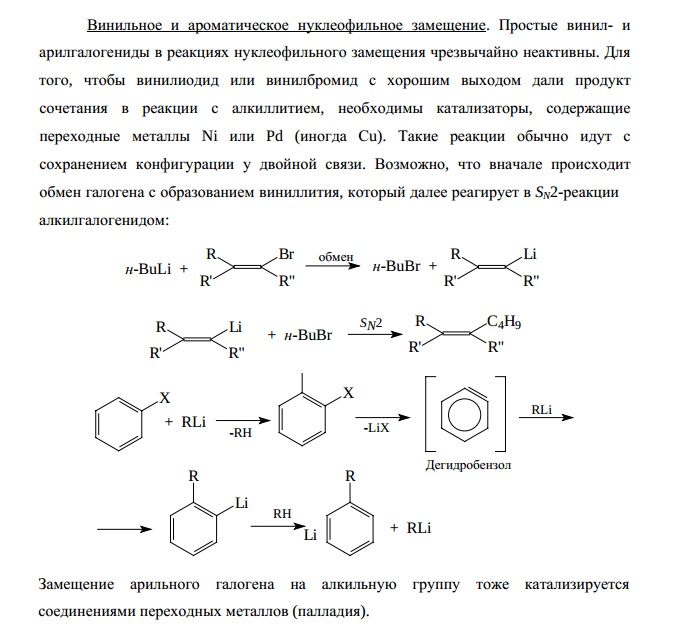 Винильное и ароматическое нуклеофильное замещение. Простые винил- и
арилгалогениды в реакциях нуклеофильного замещения чрезвычайно неактивны. Для
того, чтобы винилиодид или винилбромид с хорошим выходом дали продукт
сочетания в реакции с алкиллитием, необходимы катализаторы, содержащие
переходные металлы Ni или Pd (иногда Cu). Такие реакции обычно идут с
сохранением конфигурации у двойной связи. Возможно, что вначале происходит
обмен галогена с образованием виниллития, который далее реагирует в SN2-реакции
алкилгалогенидом:
н-BuLi + R R' Br R'' обмен н-BuBr + R R' Li R''
R R' Li R'' + н-BuBr SN2 R R' C4H9 R''
X + RLi -RH X -LiX RLi
Дегидробензол
R Li RH Li R + RLi
Замещение арильного галогена на алкильную группу тоже катализируется
соединениями переходных металлов (палладия).